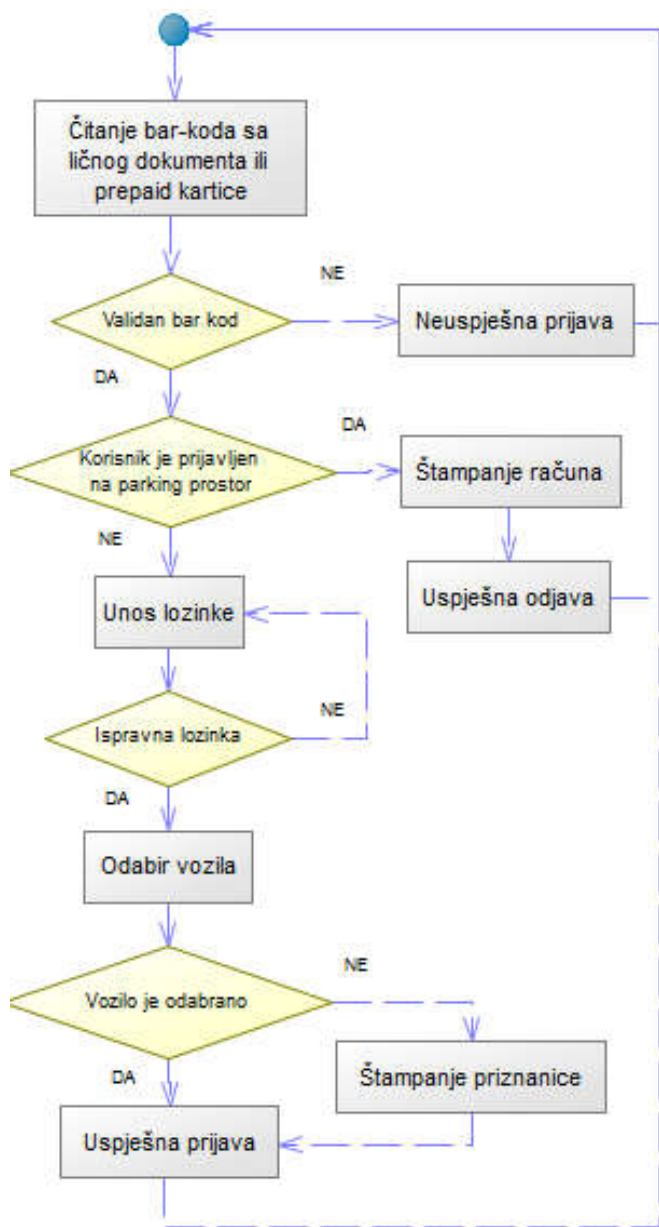 Čitanje bar-koda sa
ličnog dokumenta ili
prepaid kartice
NE
Validan bar kod
Neuspješna prijava
DA
DA
Korisnik je prijavljen
na parking prostor
Štampanje računa
NE
Uspješna odjava
Unos lozinke
NE
Ispravna lozinka
DA
Odabir vozila
NE
Vozilo je odabrano
DA
Štampanje priznanice
Uspješna prijava